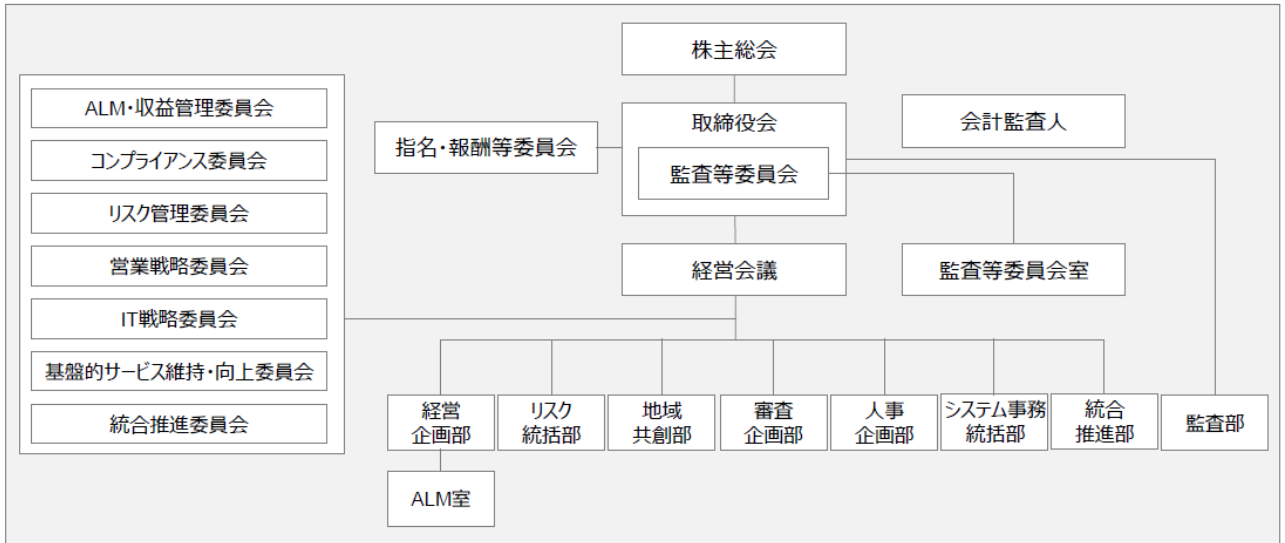 株主総会
取締役会
会計監査人
指名・報酬等委員会
監査等委員会
経営会議
監査等委員会室
ALM・収益管理委員会
コンプライアンス委員会
リスク管理委員会
営業戦略委員会
IT戦略委員会
基盤的サービス維持・向上委員会
統合推進委員会
経営
企画部
リスク
統括部
地域
共創部
審査
企画部
人事
企画部
システム事務
統括部
統合
推進部
監査部
ALM室